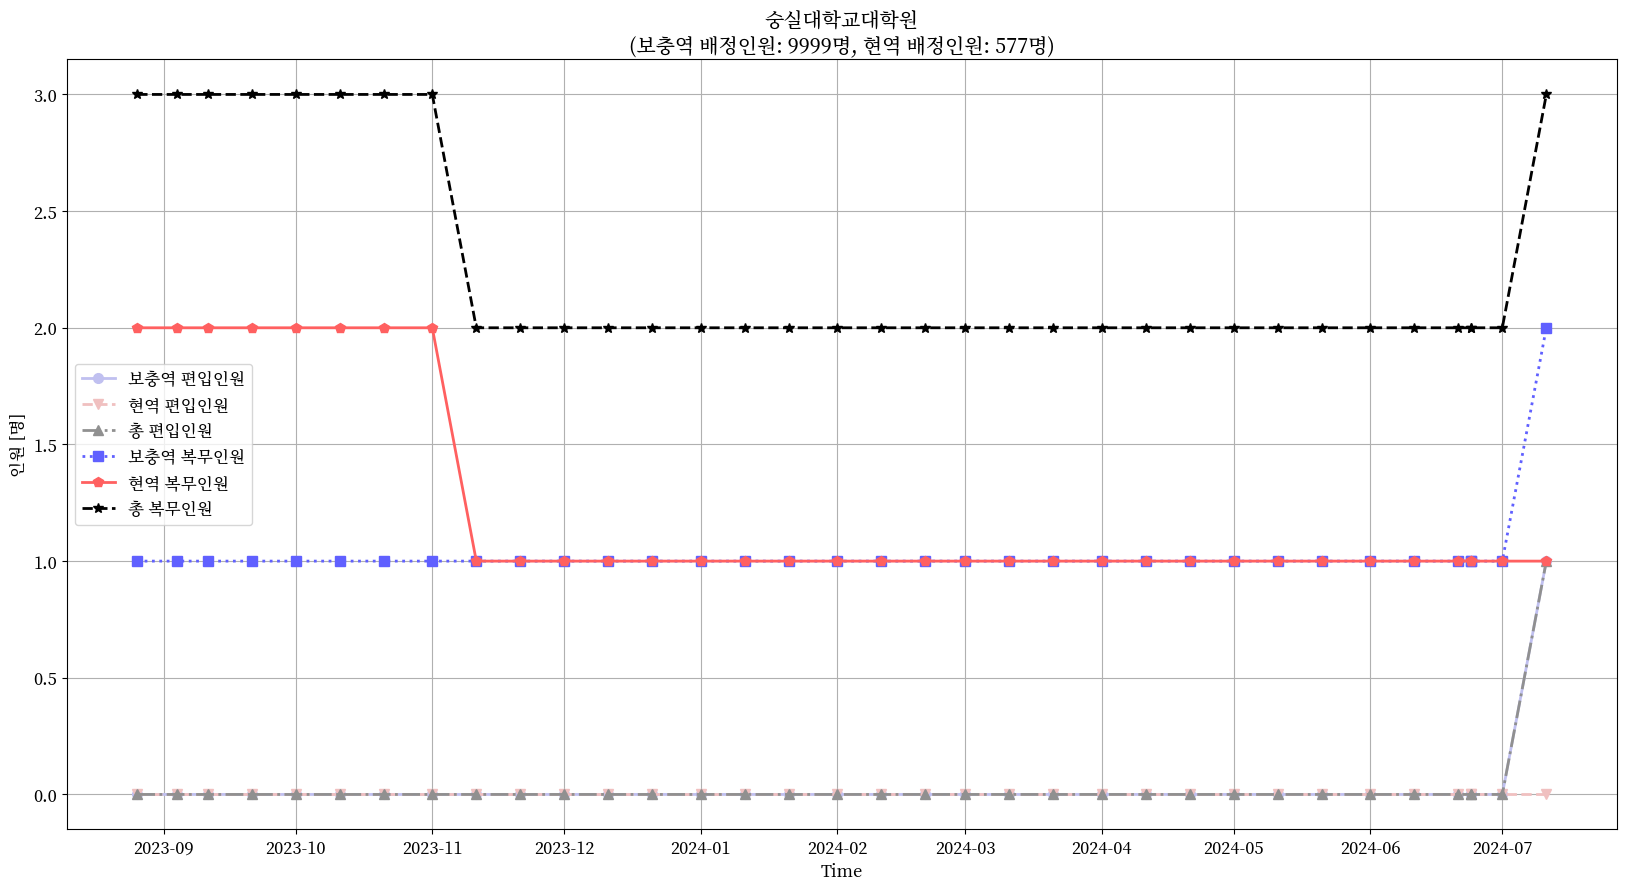 숭실대학교대학원
(보충역 배정인원: 9999명, 현역 배정인원: 577명)
인원 [명]
3.0
2.5
2.0
1.5
1.0
0.5
0.0
보충역 편입인원
현역 편입인원
총 편입인원
보충역 복무인원
현역 복무인원
총 복무인원
2023-09 2023-10 2023-11 2023-12 2024-01 2024-02 2024-03 2024-04 2024-05 2024-06 2024-07
Time